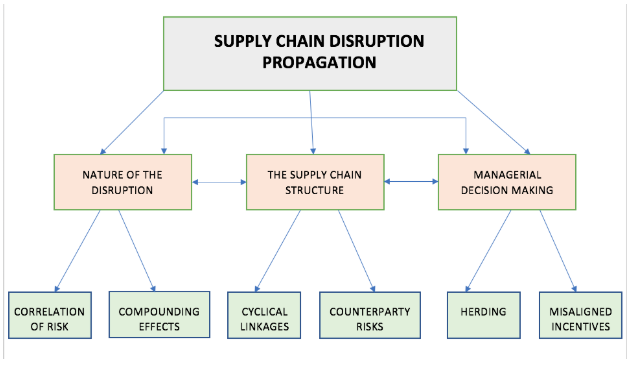 SUPPLY CHAIN DISRUPTION
PROPAGATION
NATURE OF THE
DISRUPTION
THE SUPPLY CHAIN
STRUCTURE
MANAGERIAL
DECISION MAKING
CORRELATION
OF RISK
COMPOUNDING
EFFECTS
CYCLICAL
LINKAGES
COUNTERPARTY
RISKS
HERDING
MISALIGNED
INCENTIVES